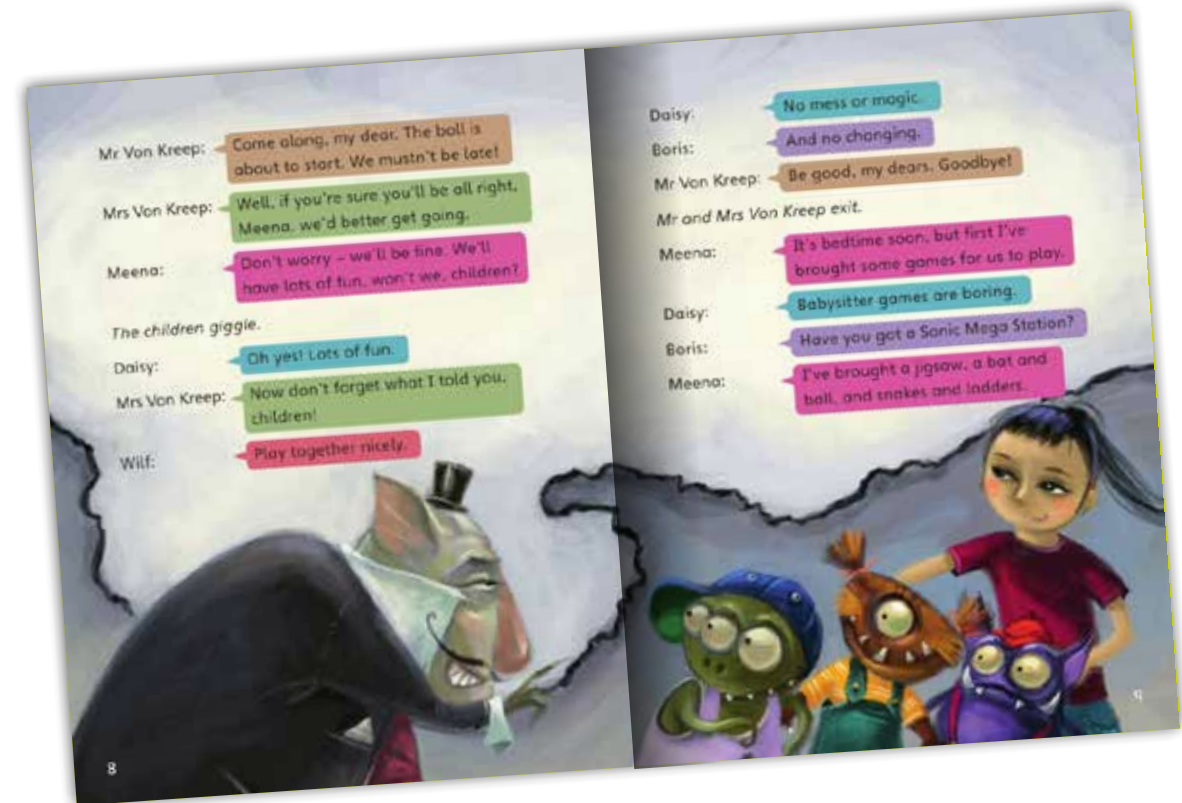 Mr Von Kreep: Come along, my dear. The ball is
about to start. We mustn't be late!
Mrs Von Kreep: Well, if you're sure you'll be all right,
Meena, we'd better get going.
Meena: Don't worry – we'll be fine. We'll
have lots of fun, won't we, children?
The children giggle.
Daisy: Oh yes! Lots of fun.
Mrs Von Kreep: Now don't forget what I told you,
children!
Wilf: Play together nicely.
8
Daisy: No mess or magic.
Boris: And no changing.
Mr Von Kreep: Be good, my dears. Goodbye!
Mr and Mrs Von Kreep exit.
Meena: It's bedtime soon, but first I've
brought some games for us to play.
Daisy: Babysitter games are boring.
Boris: Have you got a Sonic Mega Station?
Meena: I've brought a jigsaw, a bat and
ball, and snakes and ladders.
9